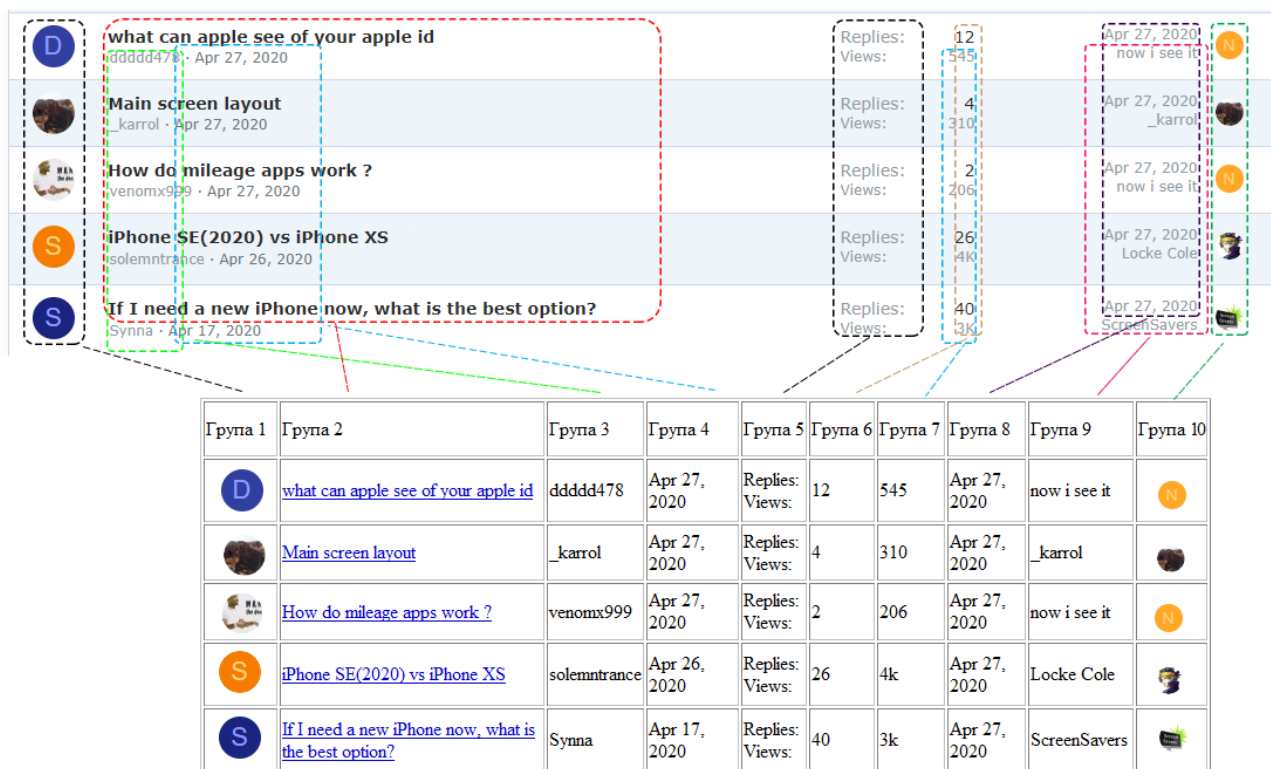 D
what can apple see of your apple id
ddddd478 · Apr 27, 2020
Replies: 12
Views: 545
Apr 27, 2020
now i see it
N
Main screen layout
_karrol · Apr 27, 2020
Replies: 4
Views: 310
Apr 27, 2020
_karrol
How do mileage apps work ?
venomx999 · Apr 27, 2020
Replies: 2
Views: 206
Apr 27, 2020
now i see it
N
S
iPhone SE(2020) vs iPhone XS
solemntrance · Apr 26, 2020
Replies: 26
Views: 4K
Apr 27, 2020
Locke Cole
S
If I need a new iPhone now, what is the best option?
Synna · Apr 17, 2020
Replies: 40
Views: 3K
Apr 27, 2020
ScreenSavers
Група 1 Група 2 Група 3 Група 4 Група 5 Група 6 Група 7 Група 8 Група 9 Група 10
D what can apple see of your apple id ddddd478 Apr 27, Replies: 12 545 Apr 27, now i see it N
2020 Views: 2020
Main screen layout _karrol Apr 27, Replies: 4 310 Apr 27, _karrol
2020 Views: 2020
How do mileage apps work ? venomx999 Apr 27, Replies: 2 206 Apr 27, now i see it N
2020 Views: 2020
S iPhone SE(2020) vs iPhone XS solemntrance Apr 26, Replies: 26 4k Apr 27, Locke Cole
2020 Views: 2020
S If I need a new iPhone now, what is Synna Apr 17, Replies: 40 3k Apr 27, ScreenSavers
the best option? 2020 Views: 2020